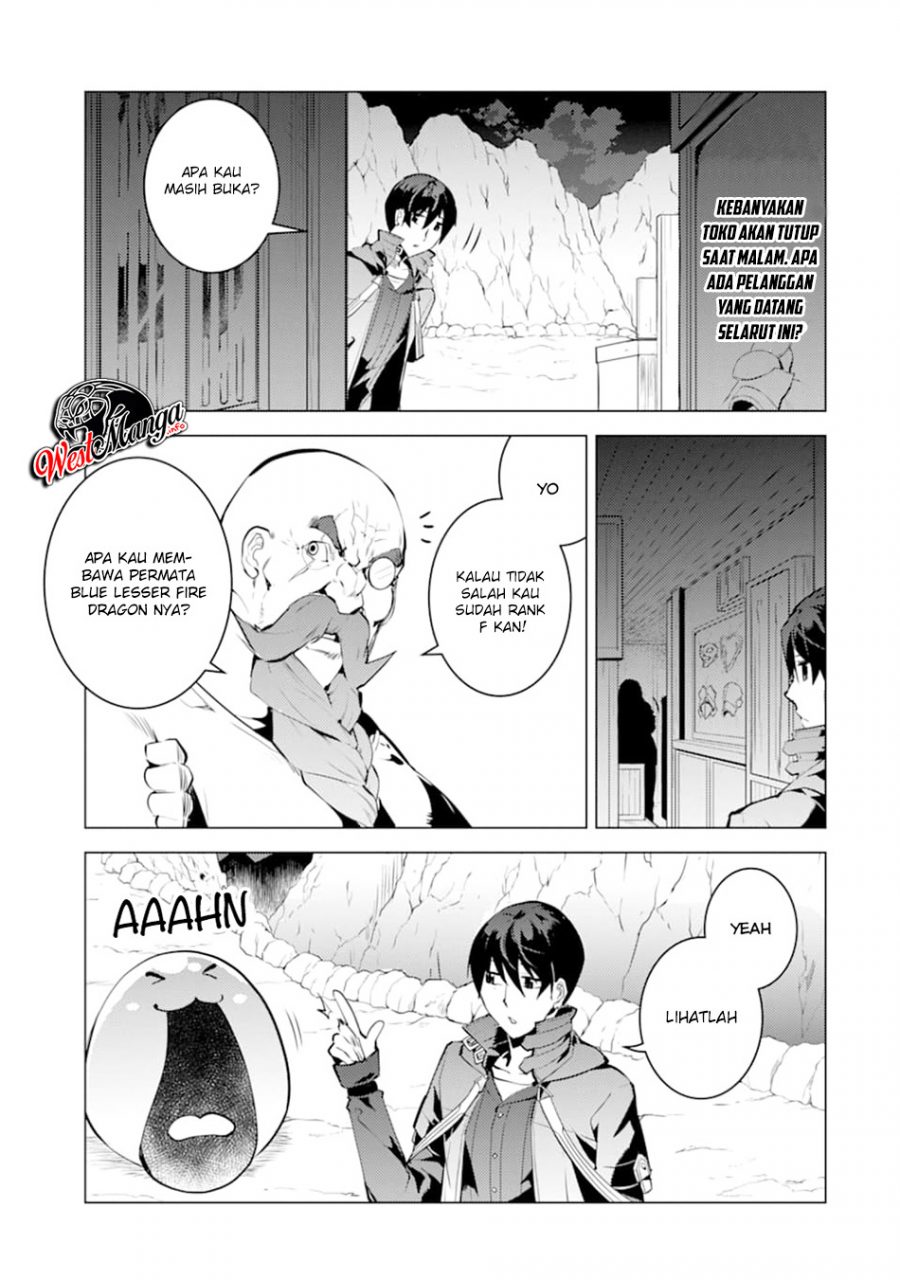 KEBANYAKAN
TOKO AKAN TUTUP
SAAT MALAM. APA
ADA PELANGGAN
YANG DATANG
SELARUT INI?
APA KAU
MASIH BUKA?
WestManga
.info
YO
KALAU TIDAK
SALAH KAU
SUDAH RANK
F KAN!
APA KAU MEM-
BAWA PERMATA
BLUE LESSER FIRE
DRAGON NYA?
YEAH
LIHATLAH
AAAHN